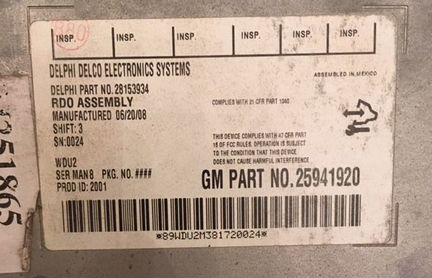 INSP. INSP. INSP. INSP. INSP. INSP.
DELPHI DELCO ELECTRONICS SYSTEMS
ASSEMBLED IN MEXICO
DELPHI PART NO. 28153934
RDO ASSEMBLY
COMPLIES WITH 21 CFR PART 1040
MANUFACTURED 06/20/08
SHIFT: 3
SN:0024
THIS DEVICE COMPLIES WITH 47 CFR PART
15 OF FCC RULES. OPERATION IS SUBJECT
TO THE CONDITION THAT THIS DEVICE
DOES NOT CAUSE HARMFUL INTERFERENCE
WDU2
SER MAN 8 PKG. NO. ####
PROD ID: 2001
GM PART NO.25941920
*89WDU2M381720024*
51865